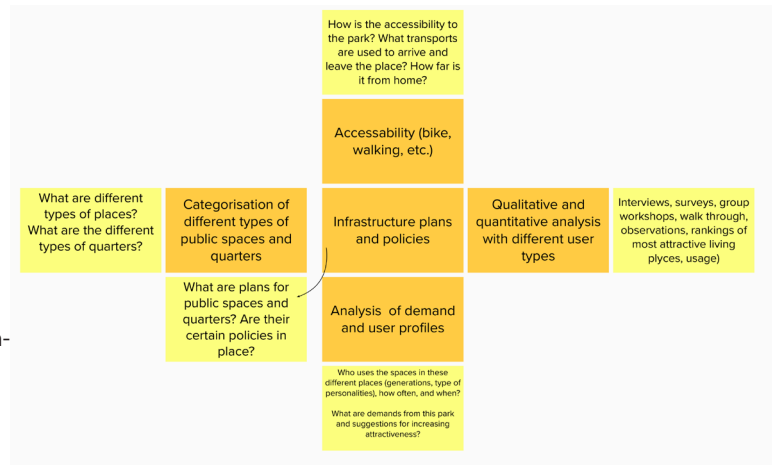 How is the accessibility to
the park? What transports
are used to arrive and
leave the place? How far is
it from home?
Accessability (bike,
walking, etc.)
What are different
types of places?
What are the different
types of quarters?
Categorisation of
different types of
public spaces and
quarters
Infrastructure plans
and policies
Qualitative and
quantitative analysis
with different user
types
Interviews, surveys, group
workshops, walk through,
observations, rankings of
most attractive living
plyces, usage)
What are plans for
public spaces and
quarters? Are their
certain policies in
place?
Analysis of demand
and user profiles
Who uses the spaces in these
different places (generations, type of
personalities), how often, and when?
What are demands from this park
and suggestions for increasing
attractiveness?